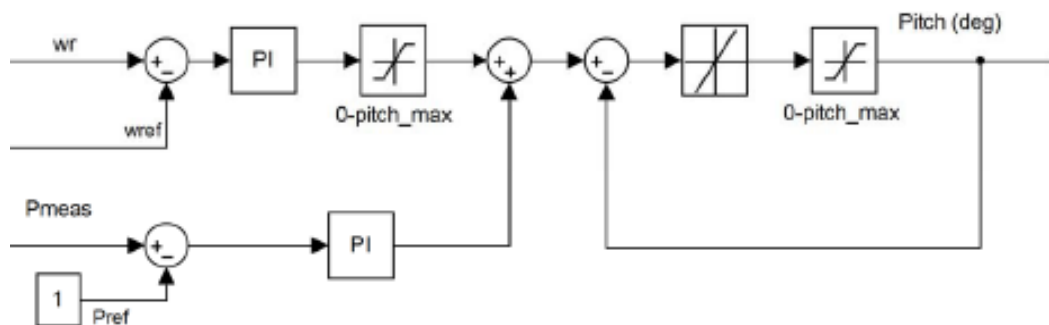 wr
Pitch (deg)
+
−
PI
+
+
+
−
0-pitch_max
0-pitch_max
wref
Pmeas
+
−
PI
1
Pref